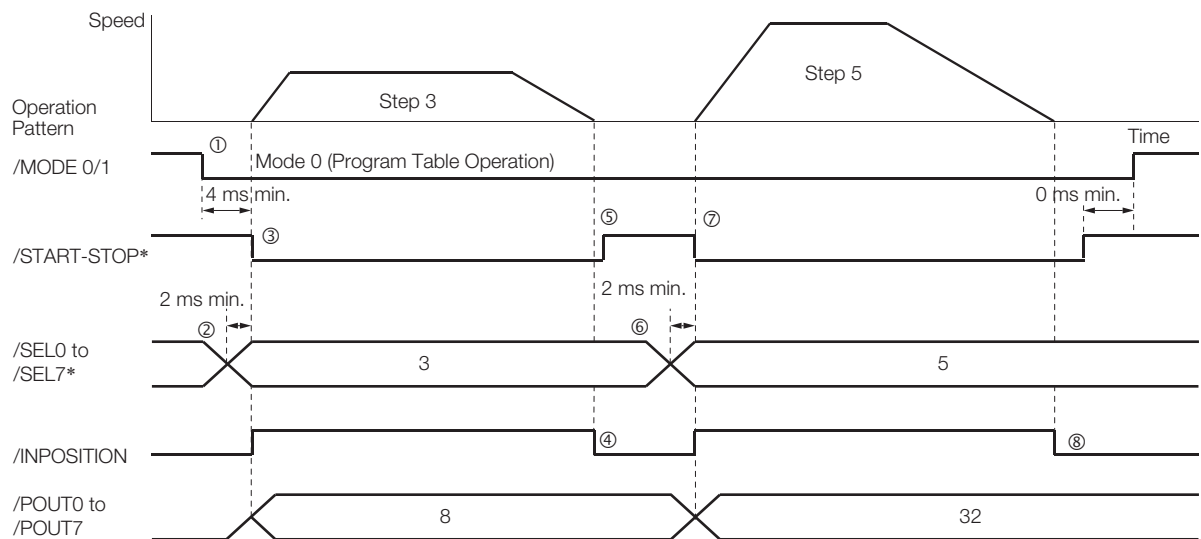 Speed
Step 3
Step 5
Operation
Pattern
Time
/MODE 0/1
①
Mode 0 (Program Table Operation)
4 ms min.
0 ms min.
/START-STOP*
③
⑤
⑦
2 ms min.
2 ms min.
/SEL0 to
/SEL7*
②
3
⑥
5
/INPOSITION
④
⑧
/POUT0 to
/POUT7
8
32